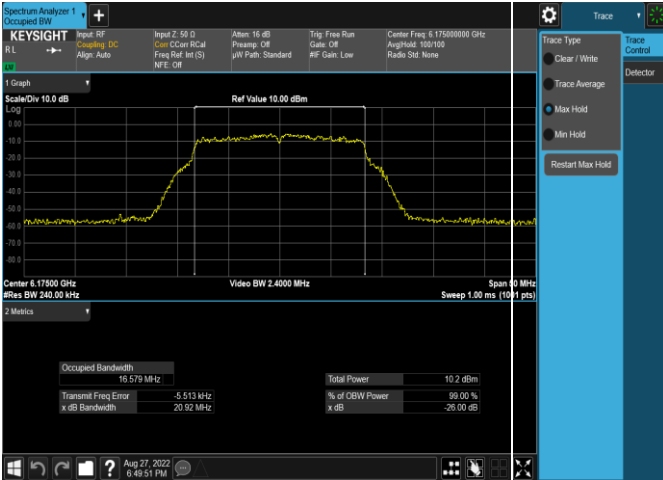 Spectrum Analyzer 1
Occupied BW
+
Trace
KEYSIGHT
Input: RF
Input Z: 50 Ω
Atten: 16 dB
Trig: Free Run
Center Freq: 6.175000000 GHz
RL
Coupling: DC
Corr CCorr RCal
Preamp: Off
Gate: Off
Avg|Hold: 100/100
Align: Auto
Freq Ref: Int (S)
µW Path: Standard
#IF Gain: Low
Radio Std: None
NFE: Off
Trace Type
Clear / Write
Trace Average
Max Hold
Min Hold
Restart Max Hold
Trace
Control
Detector
1 Graph
Scale/Div 10.0 dB
Ref Value 10.00 dBm
Log
0.00
-10.0
-20.0
-30.0
-40.0
-50.0
-60.0
-70.0
-80.0
Center 6.17500 GHz
Video BW 2.4000 MHz
Span 50 MHz
#Res BW 240.00 kHz
Sweep 1.00 ms (1001 pts)
2 Metrics
Occupied Bandwidth
16.579 MHz
Total Power 10.2 dBm
Transmit Freq Error -5.513 kHz
% of OBW Power 99.00 %
x dB Bandwidth 20.92 MHz
x dB -26.00 dB
?
Aug 27, 2022
6:49:51 PM